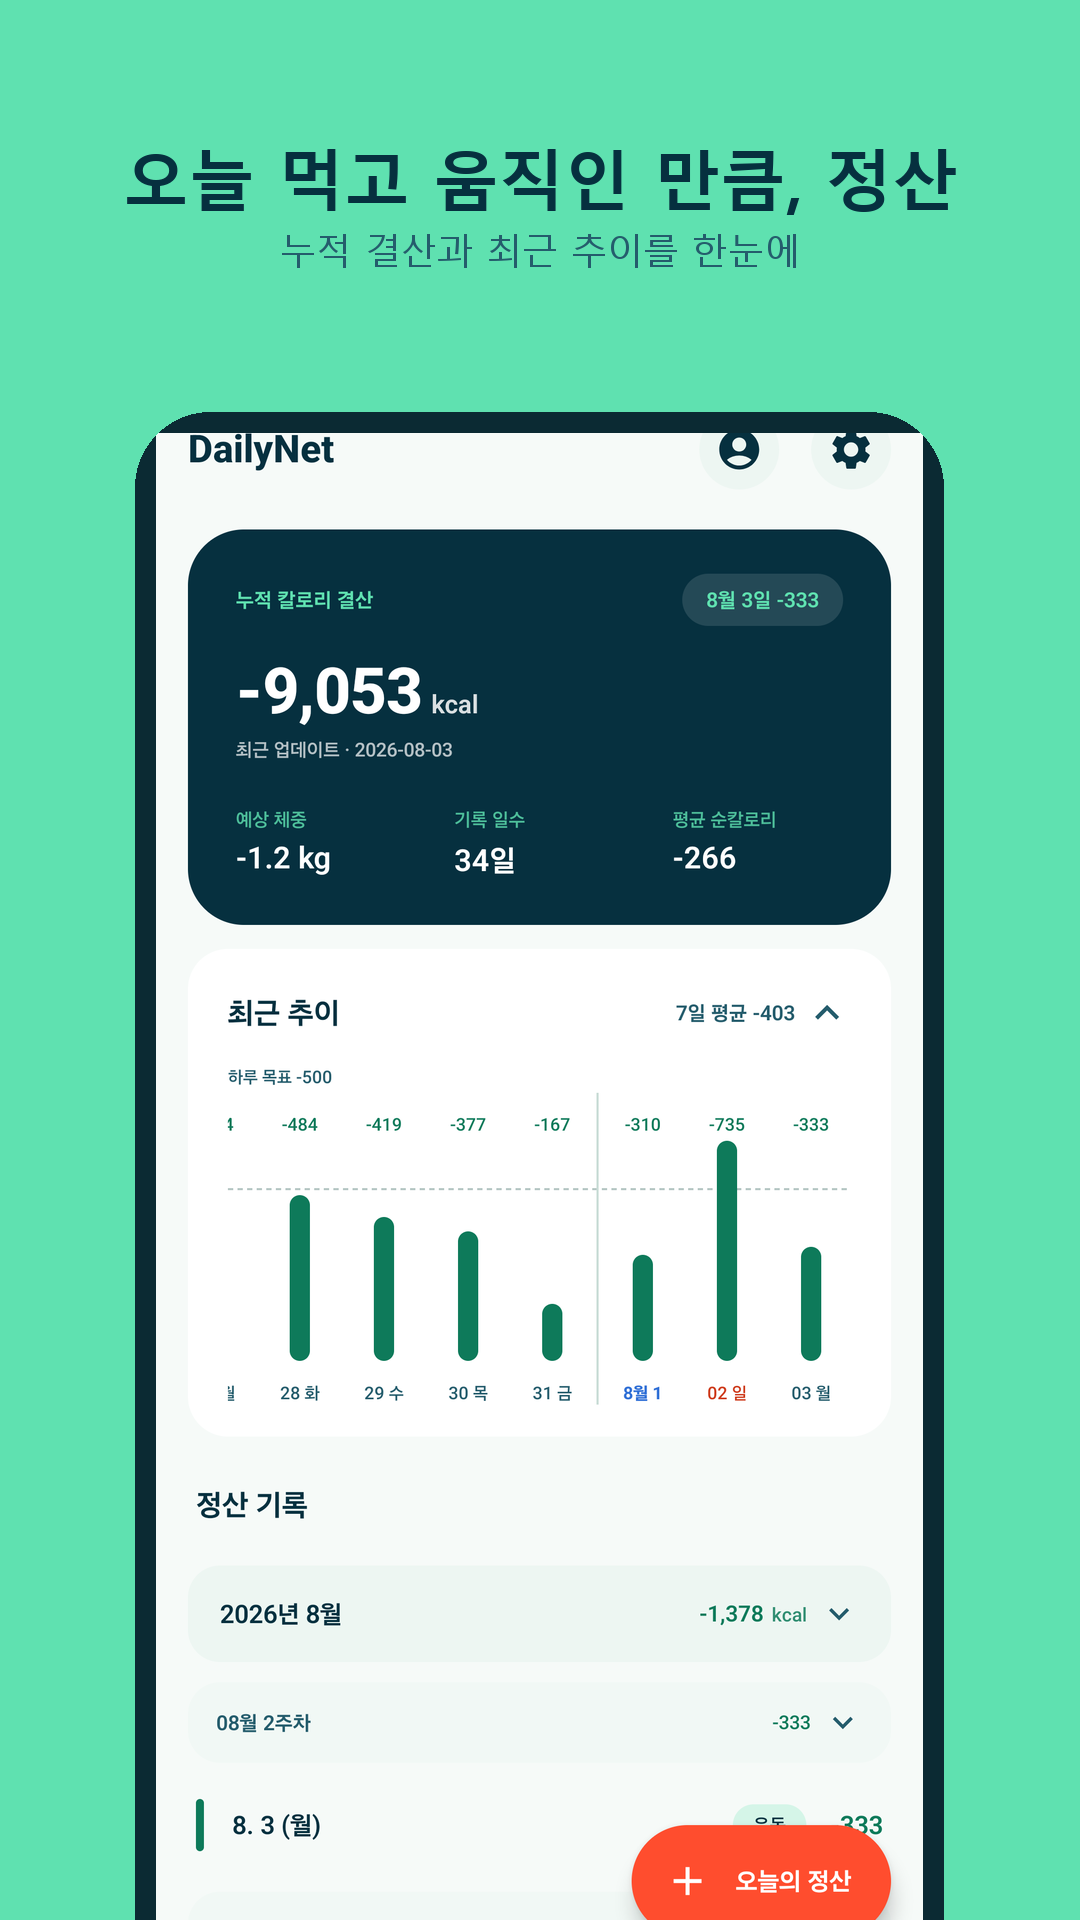 오늘 먹고 움직인 만큼, 정산
누적 결산과 최근 추이를 한눈에
DailyNet
누적 칼로리 결산
8월 3일 -333
-9,053 kcal
최근 업데이트 · 2026-08-03
예상 체중 기록 일수 평균 순칼로리
-1.2 kg 34일 -266
최근 추이
7일 평균 -403
하루 목표 -500
-484 -419 -377 -167 -310 -735 -333
28 화 29 수 30 목 31 금 8월 1 02 일 03 월
정산 기록
2026년 8월
-1,378 kcal
08월 2주차
-333
8. 3 (월)
333
+ 오늘의 정산